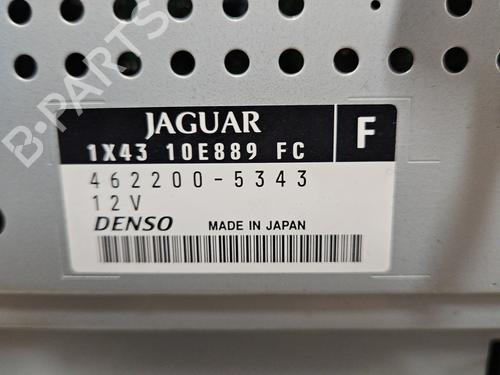 JAGUAR
1X43 10E889 FC
F
462200-5343
12V
DENSO MADE IN JAPAN
B-PARTS